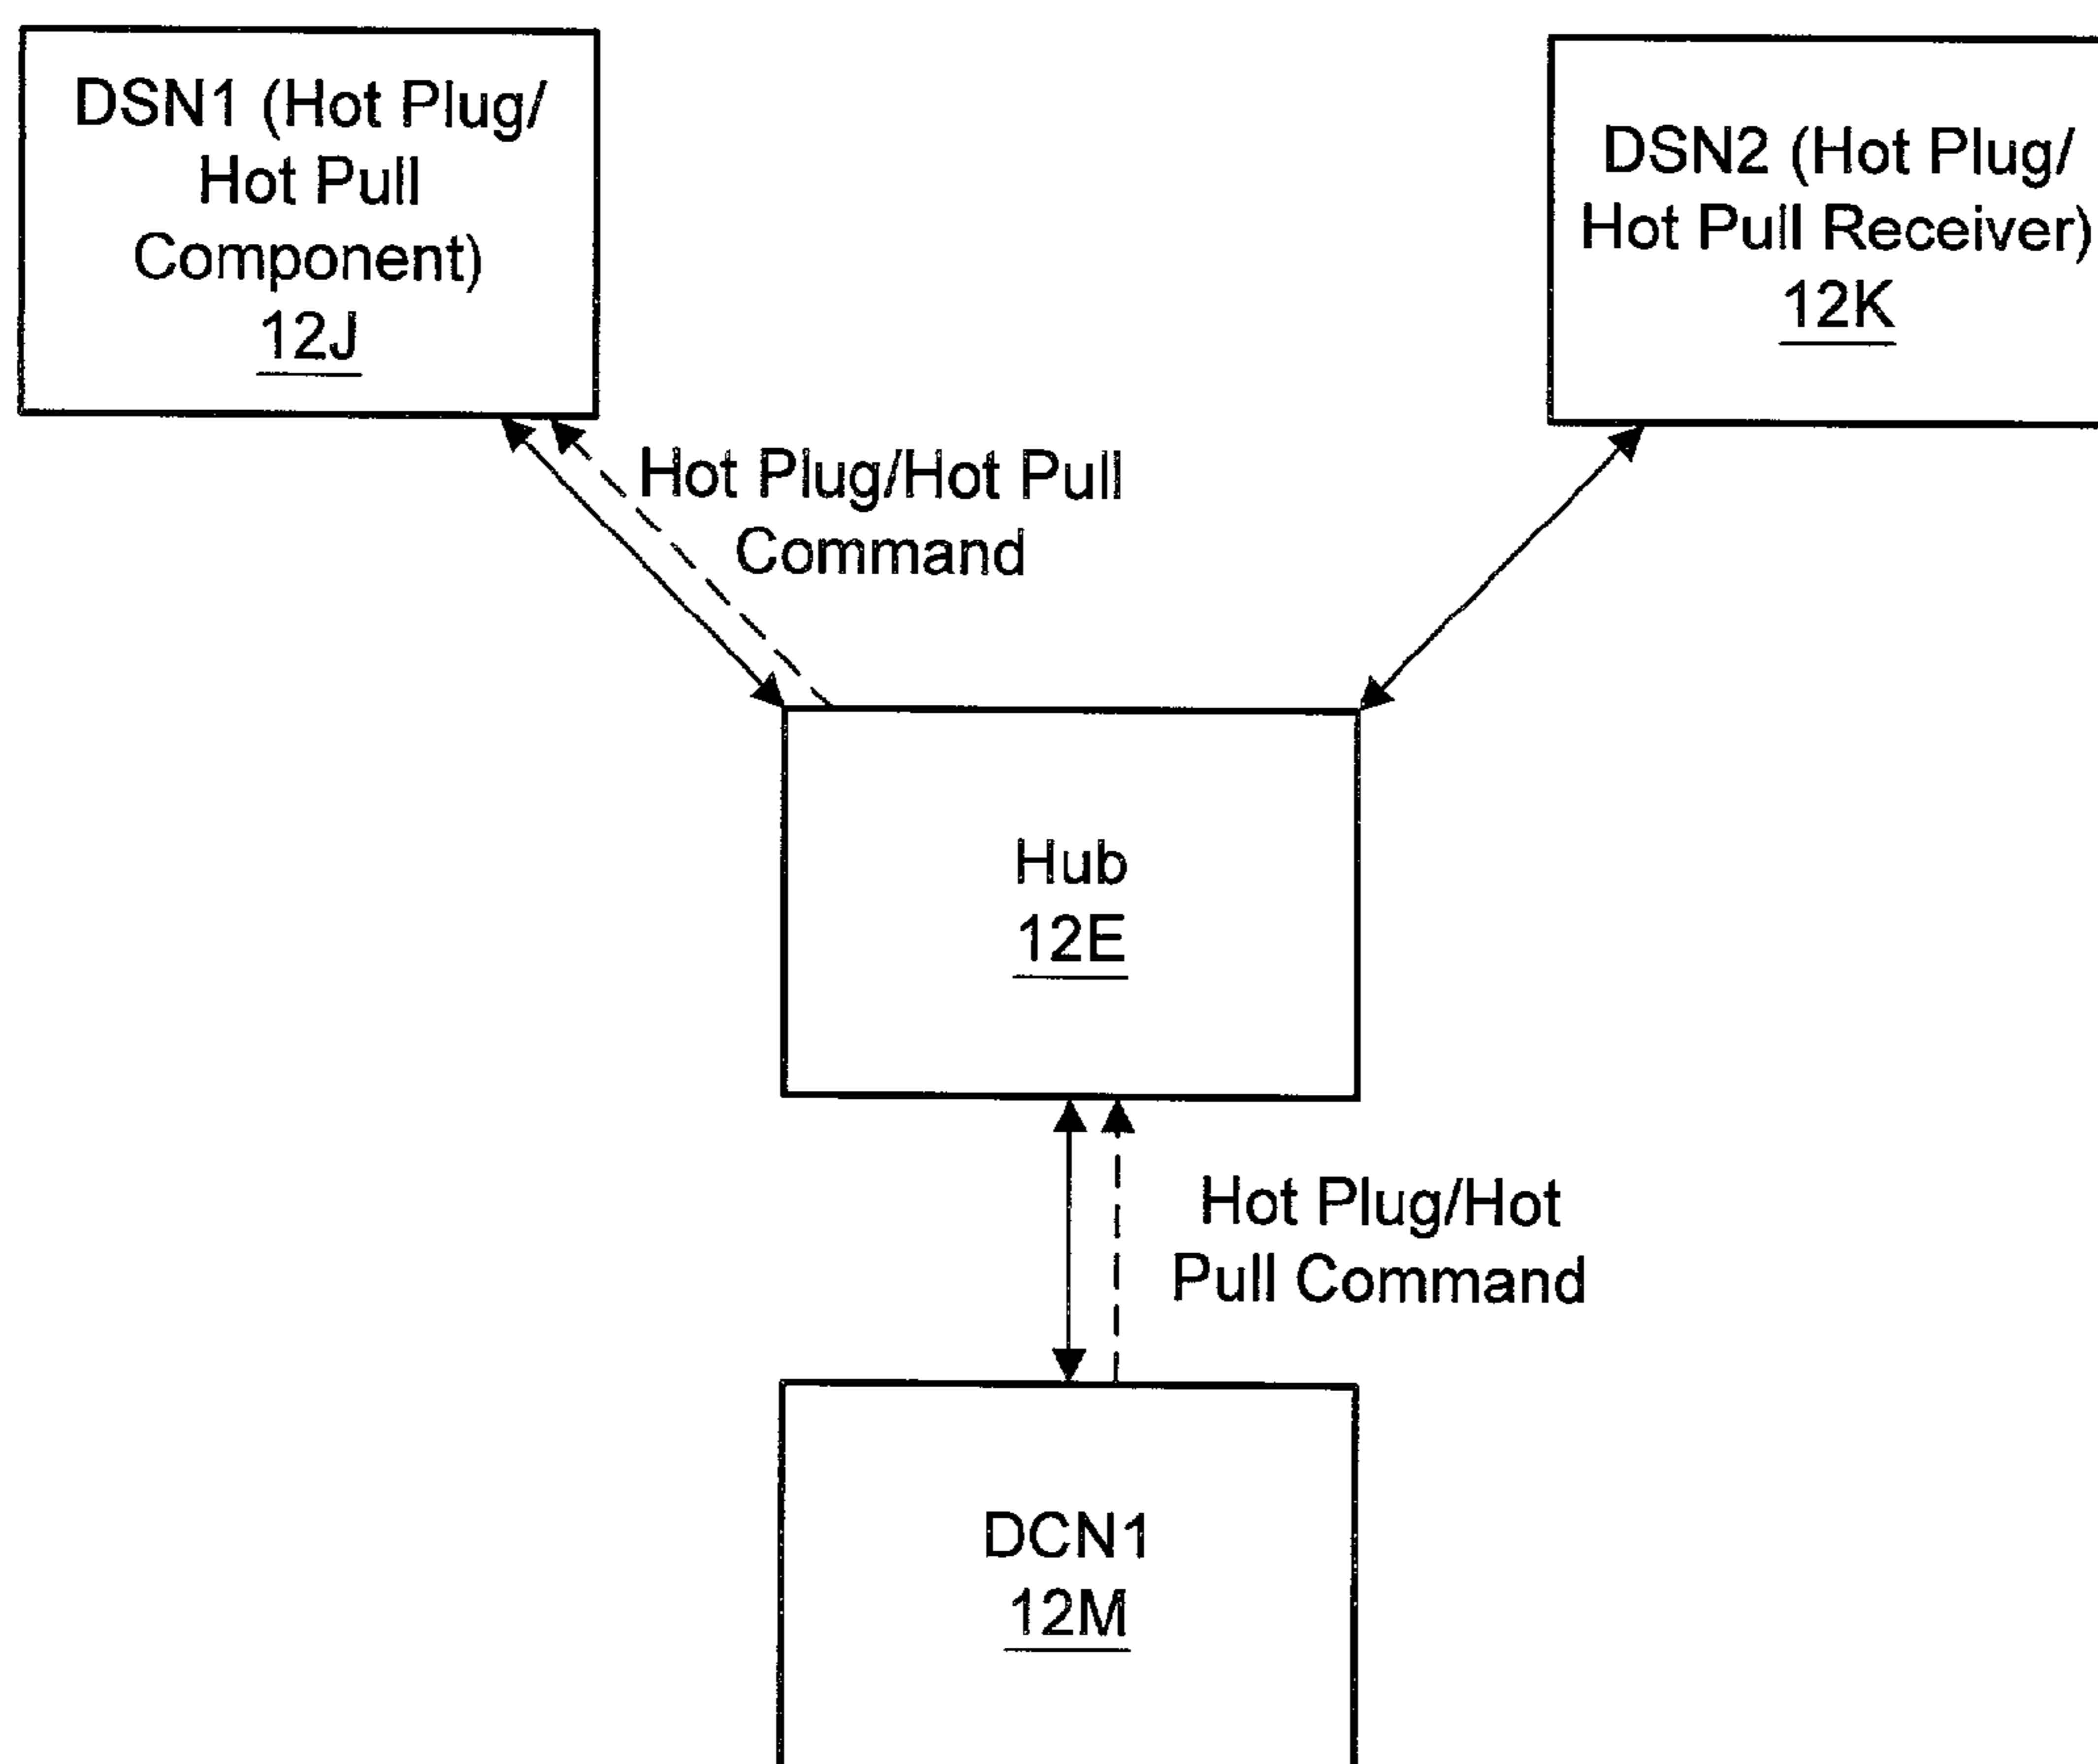 DSN1 (Hot Plug/
Hot Pull
Component)
12J
DSN2 (Hot Plug/
Hot Pull Receiver)
12K
Hot Plug/Hot Pull
Command
Hub
12E
Hot Plug/Hot
Pull Command
DCN1
12M